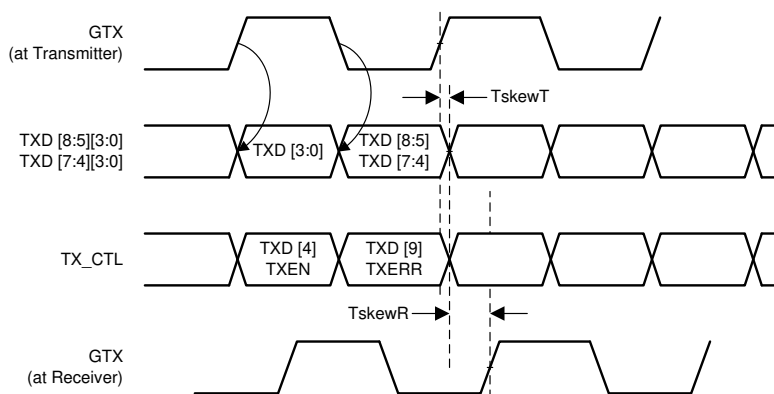 GTX
(at Transmitter)
TskewT
TXD [8:5][3:0]
TXD [7:4][3:0]
TXD [3:0]
TXD [8:5]
TXD [7:4]
TX_CTL
TXD [4]
TXEN
TXD [9]
TXERR
TskewR
GTX
(at Receiver)